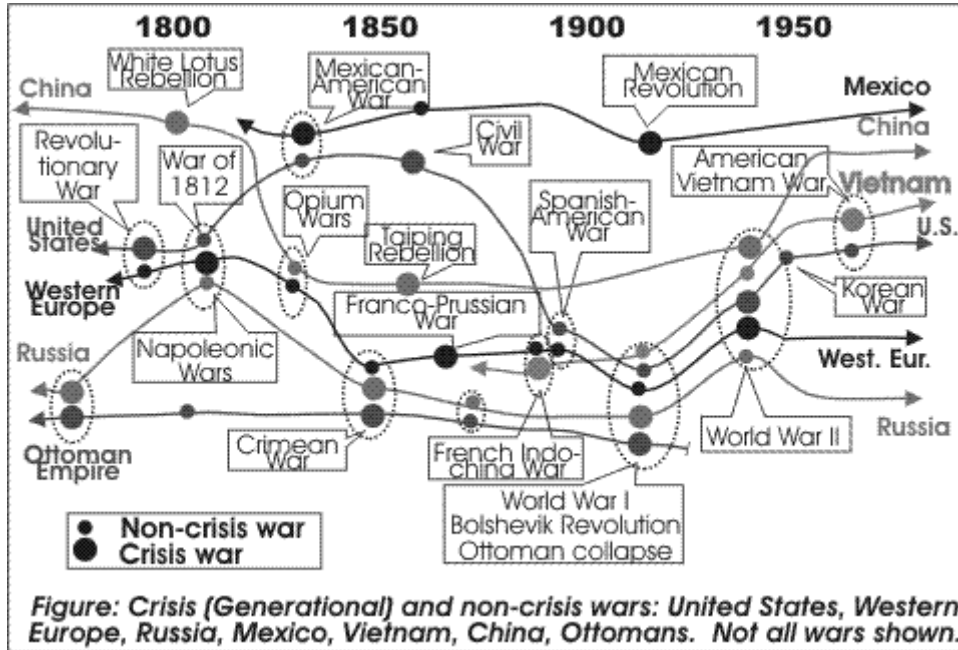 1800 1850 1900 1950
White Lotus
Rebellion
Mexican-
American
War
Mexican
Revolution
Mexico
China
China
Revolu-
tionary
War
War of
1812
Civil
War
American
Vietnam War
Vietnam
Opium
Wars
Spanish-
American
War
U.S.
United
States
Taiping
Rebellion
Western
Europe
Franco-Prussian
War
Korean
War
Russia
Napoleonic
Wars
West. Eur.
Ottoman
Empire
Crimean
War
French Indo-
china War
World War II
Russia
World War I
Bolshevik Revolution
Ottoman collapse
Non-crisis war
Crisis war
Figure: Crisis (Generational) and non-crisis wars: United States, Western
Europe, Russia, Mexico, Vietnam, China, Ottomans. Not all wars shown.